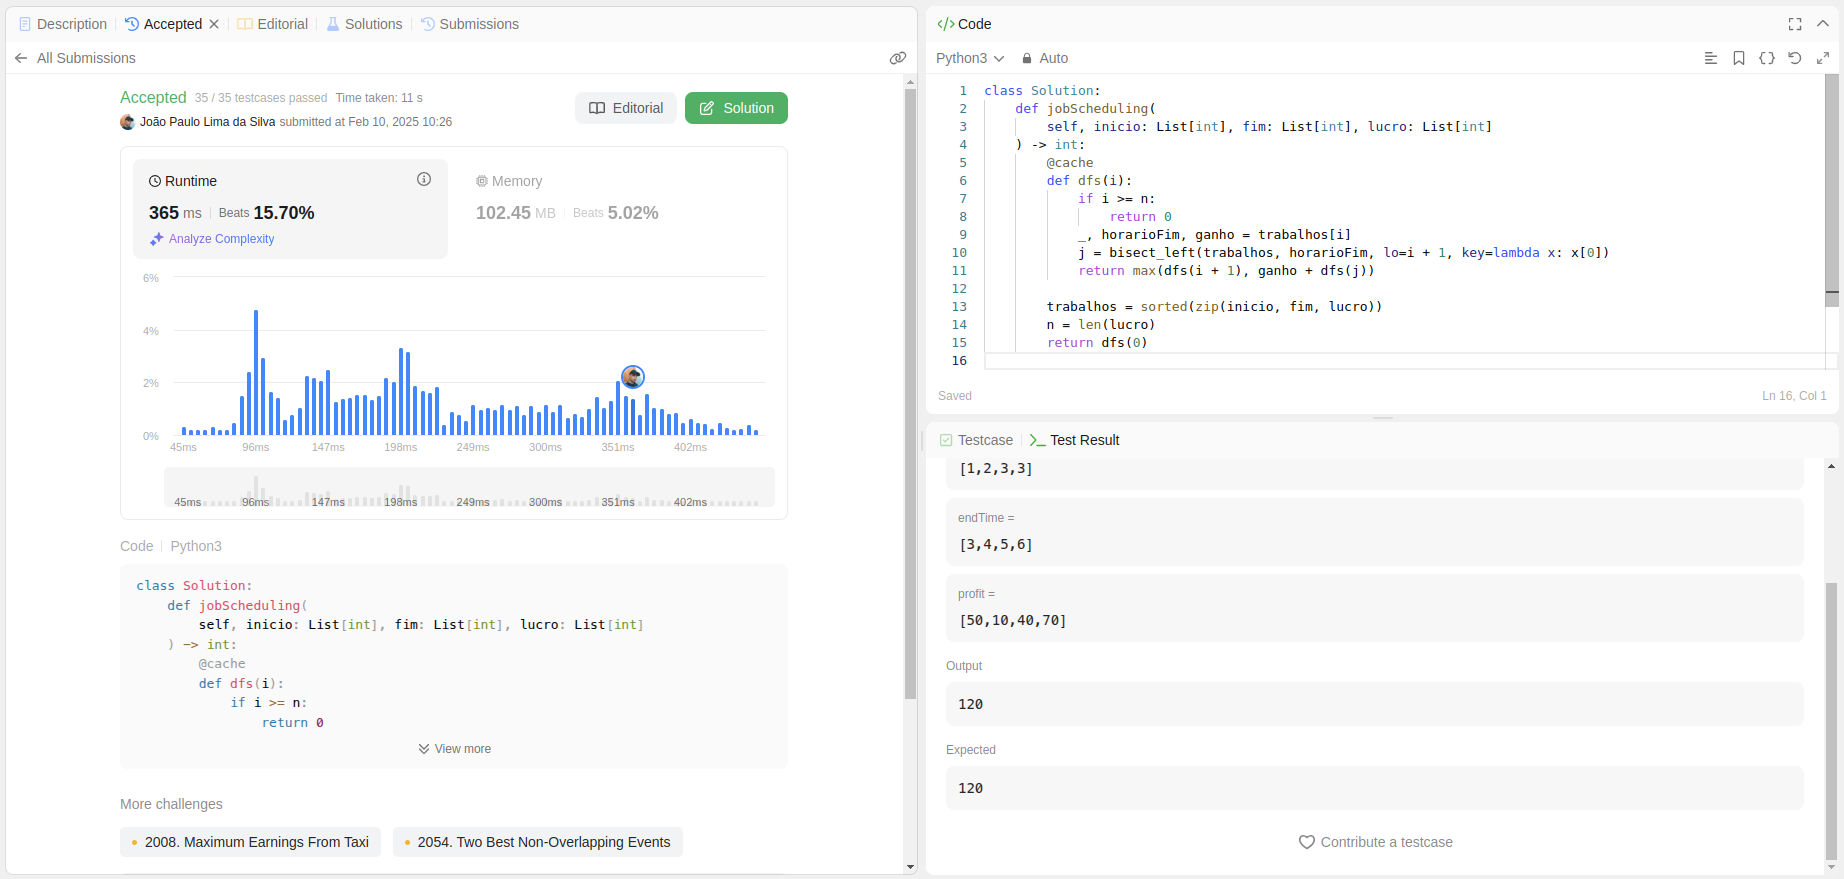 Description
Accepted
Editorial
Solutions
Submissions
All Submissions
Accepted 35 / 35 testcases passed Time taken: 11 s
João Paulo Lima da Silva submitted at Feb 10, 2025 10:26
Editorial
Solution
Runtime
365 ms Beats 15.70%
Analyze Complexity
Memory
102.45 MB Beats 5.02%
6%
4%
2%
0%
45ms 96ms 147ms 198ms 249ms 300ms 351ms 402ms
45ms 96ms 147ms 198ms 249ms 300ms 351ms 402ms
Code Python3
class Solution:
    def jobScheduling(
        self, inicio: List[int], fim: List[int], lucro: List[int]
    ) -> int:
        @cache
        def dfs(i):
            if i >= n:
                return 0
View more
More challenges
2008. Maximum Earnings From Taxi
2054. Two Best Non-Overlapping Events
</> Code
Python3
Auto
1 class Solution:
2     def jobScheduling(
3         self, inicio: List[int], fim: List[int], lucro: List[int]
4     ) -> int:
5         @cache
6         def dfs(i):
7             if i >= n:
8                 return 0
9             _, horarioFim, ganho = trabalhos[i]
10             j = bisect_left(trabalhos, horarioFim, lo=i + 1, key=lambda x: x[0])
11             return max(dfs(i + 1), ganho + dfs(j))
12
13         trabalhos = sorted(zip(inicio, fim, lucro))
14         n = len(lucro)
15         return dfs(0)
16
Saved
Ln 16, Col 1
Testcase
Test Result
[1,2,3,3]
endTime =
[3,4,5,6]
profit =
[50,10,40,70]
Output
120
Expected
120
Contribute a testcase